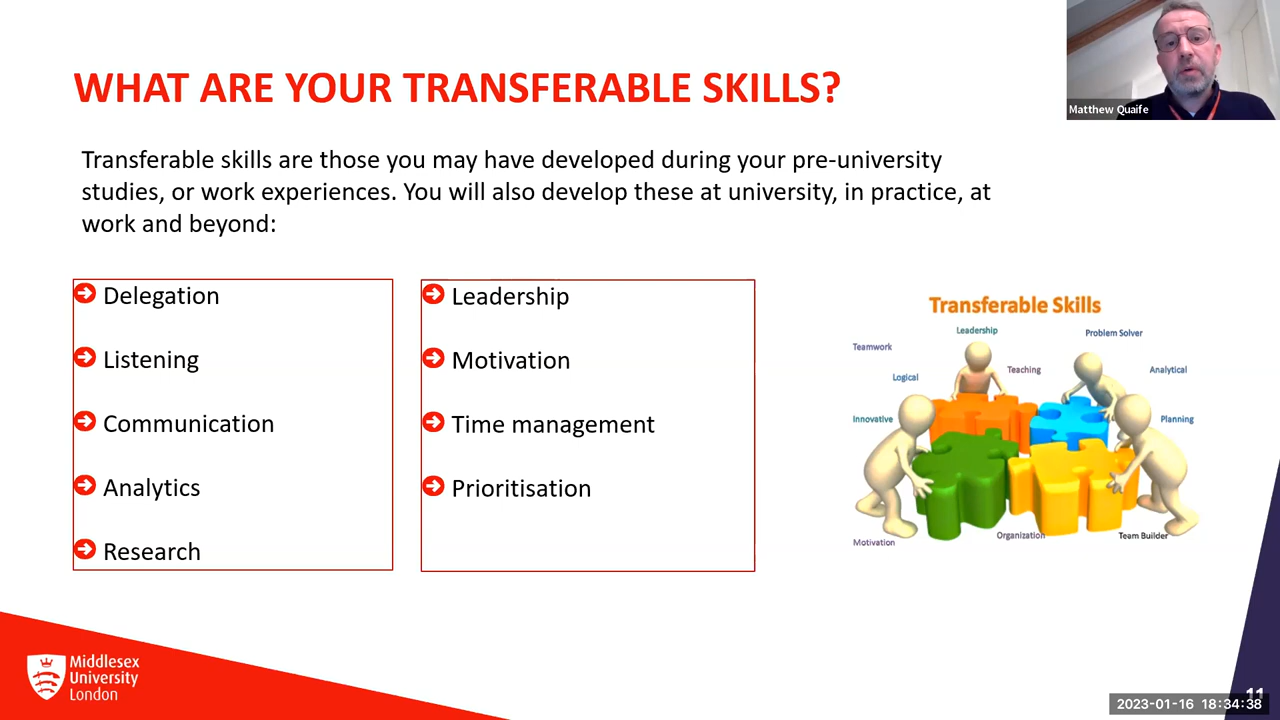 WHAT ARE YOUR TRANSFERABLE SKILLS?
Matthew Quaife
Transferable skills are those you may have developed during your pre-university
studies, or work experiences. You will also develop these at university, in practice, at
work and beyond:
Delegation
Listening
Communication
Analytics
Research
Leadership
Motivation
Time management
Prioritisation
Transferable Skills
Leadership
Problem Solver
Teamwork
Teaching
Analytical
Logical
Innovative
Planning
Organization
Team Builder
Motivation
Middlesex
University
London
11
2023-01-16 18:34:38